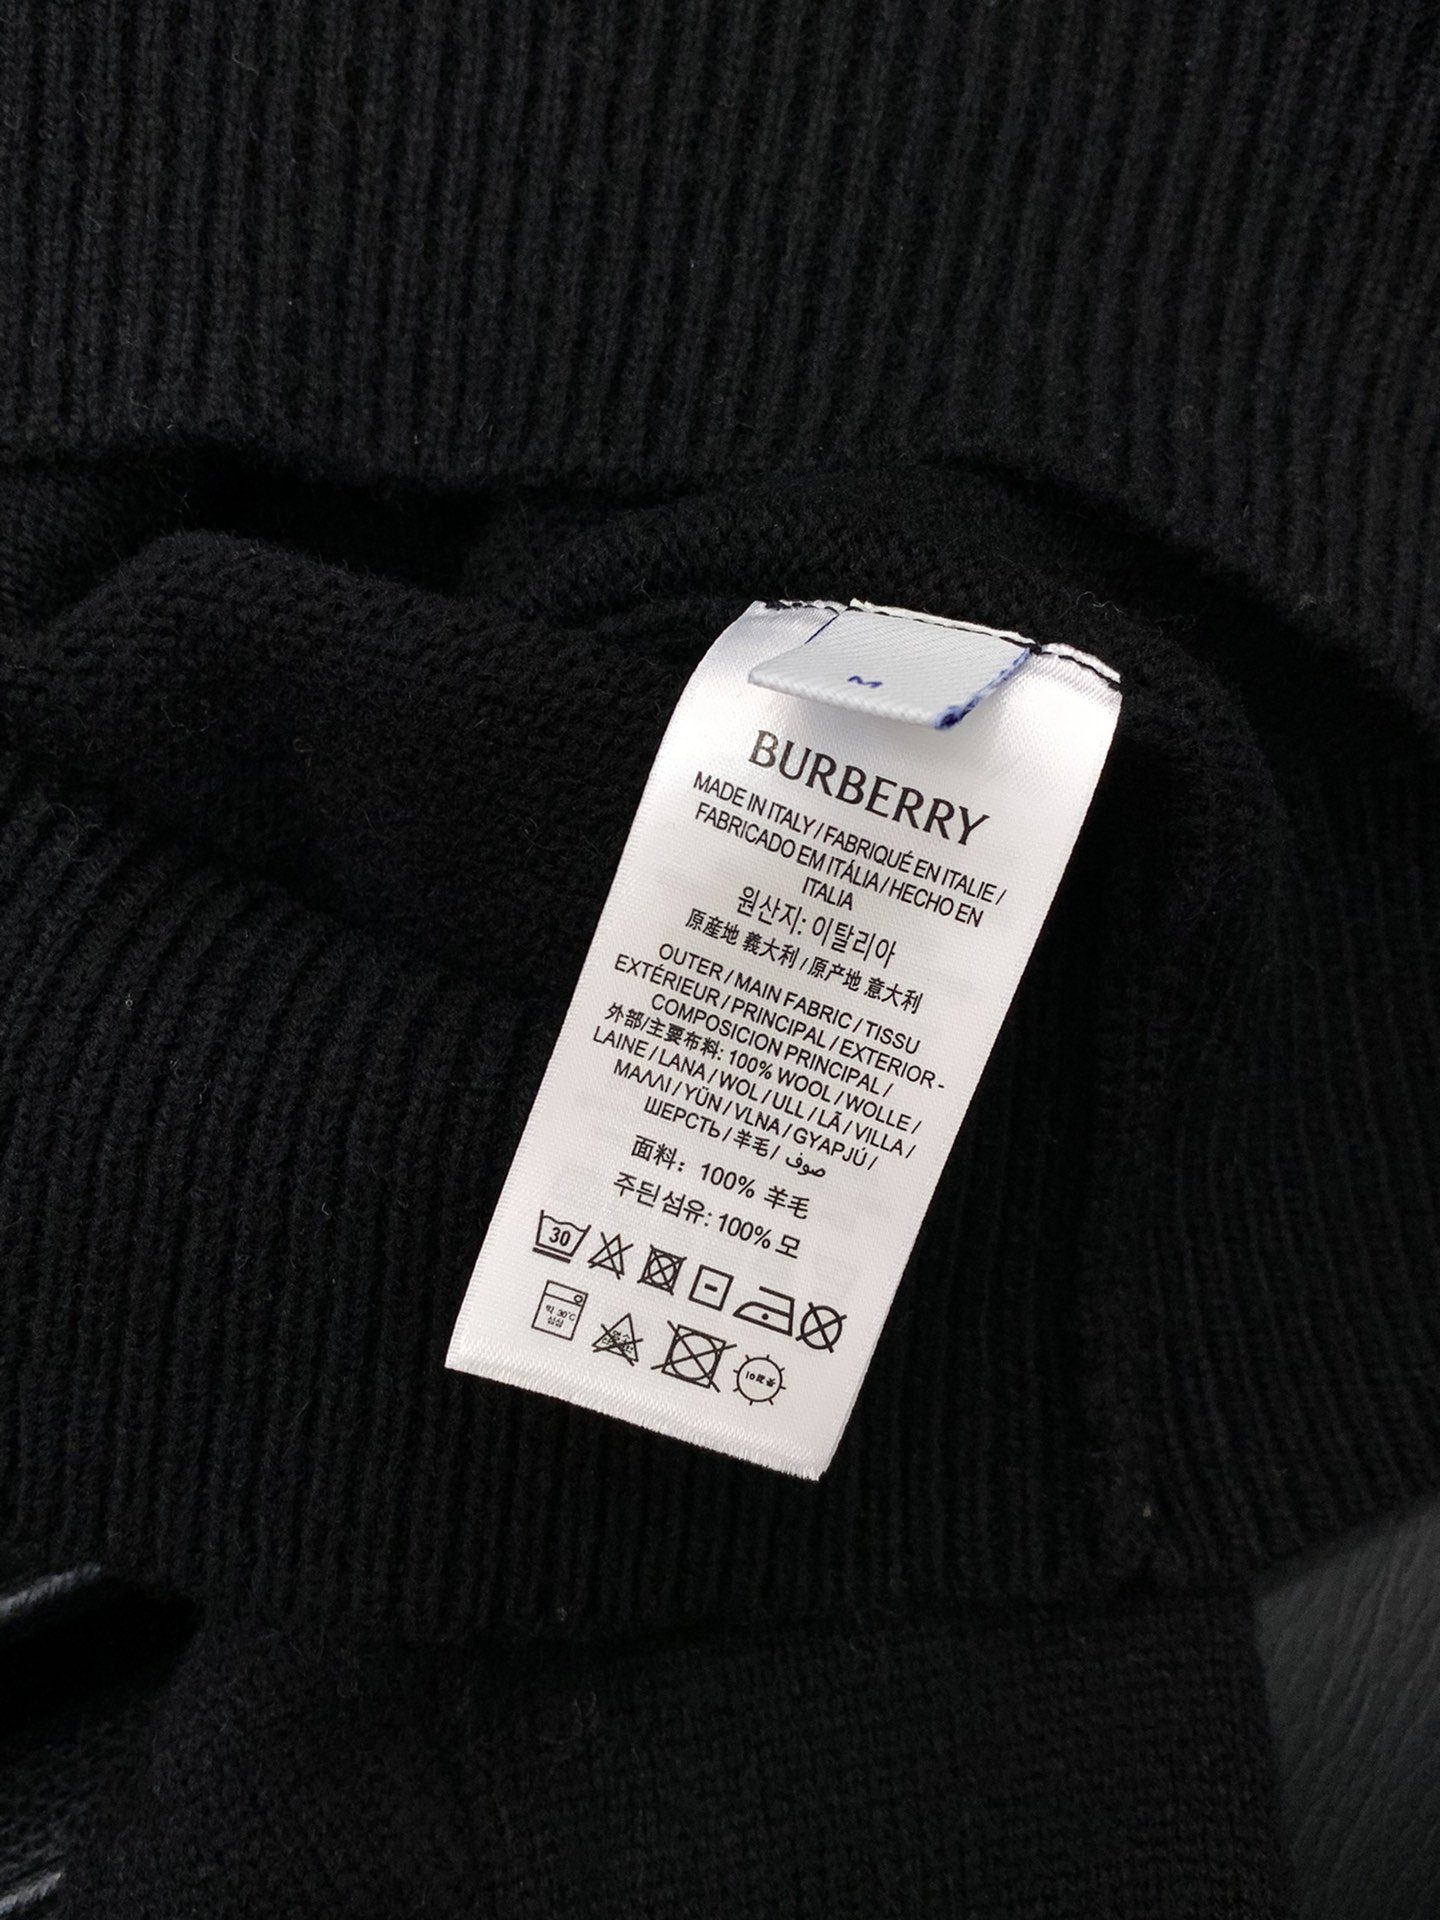 M
BURBERRY
MADE IN ITALY / FABRIQUÉ EN ITALIE /
FABRICADO EM ITÁLIA / HECHO EN
ITALIA
원산지: 이탈리아
原産地 義大利 / 原产地 意大利
OUTER / MAIN FABRIC / TISSU
EXTÉRIEUR / PRINCIPAL / EXTERIOR -
COMPOSICION PRINCIPAL /
外部/主要布料: 100% WOOL / WOLLE /
LAINE / LANA / WOL / ULL / LÃ / VILLA /
ΜΑΛΛΙ / YÜN / VLNA / GYAPJÚ /
ШЕРСТЬ / 羊毛 / صوف
面料: 100% 羊毛
주된 섬유: 100% 모
30
약 30℃